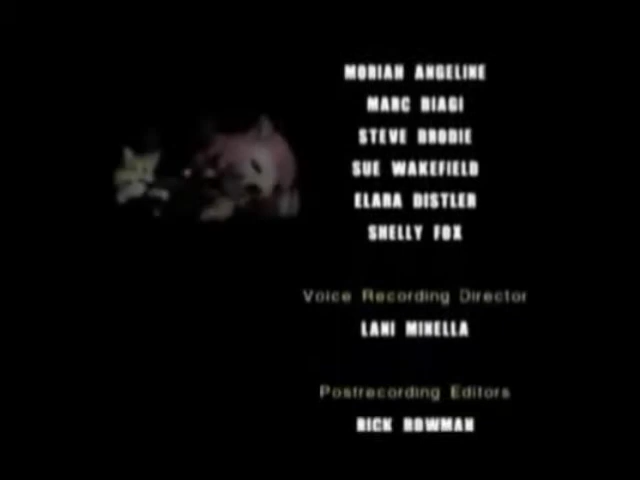 MORIAH ANGELINE
MARC BIAGI
STEVE BRODIE
SUE WAKEFIELD
ELARA DISTLER
SHELLY FOX
Voice Recording Director
LANI MINELLA
Postrecording Editors
RICK BOWMAN